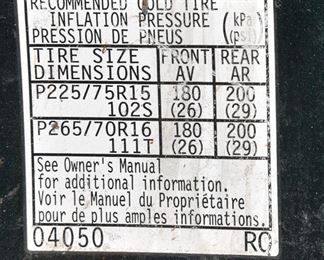 RECOMMENDED COLD TIRE
INFLATION PRESSURE (kPa)
PRESSION DE PNEUS (psi)
TIRE SIZE FRONT REAR
DIMENSIONS AV AR
P225/75R15 180 200
102S (26) (29)
P265/70R16 180 200
111T (26) (29)
See Owner's Manual
for additional information.
Voir le Manuel du Propriétaire
pour de plus amples informations.
04050 RC